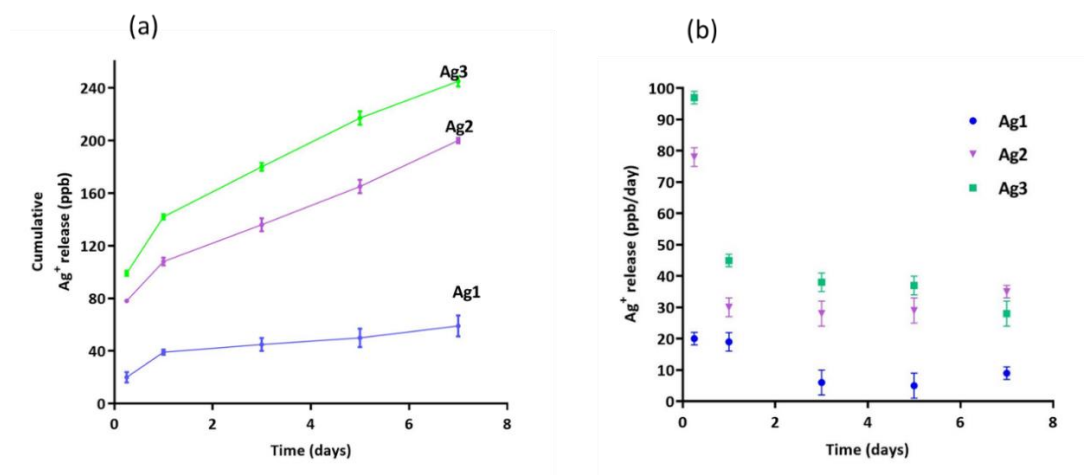 (a)
Cumulative
Ag⁺ release (ppb)
240
200
160
120
80
40
0
0 2 4 6 8
Time (days)
Ag3
Ag2
Ag1
(b)
Ag⁺ release (ppb/day)
100
90
80
70
60
50
40
30
20
10
0
0 2 4 6 8
Time (days)
Ag1
Ag2
Ag3